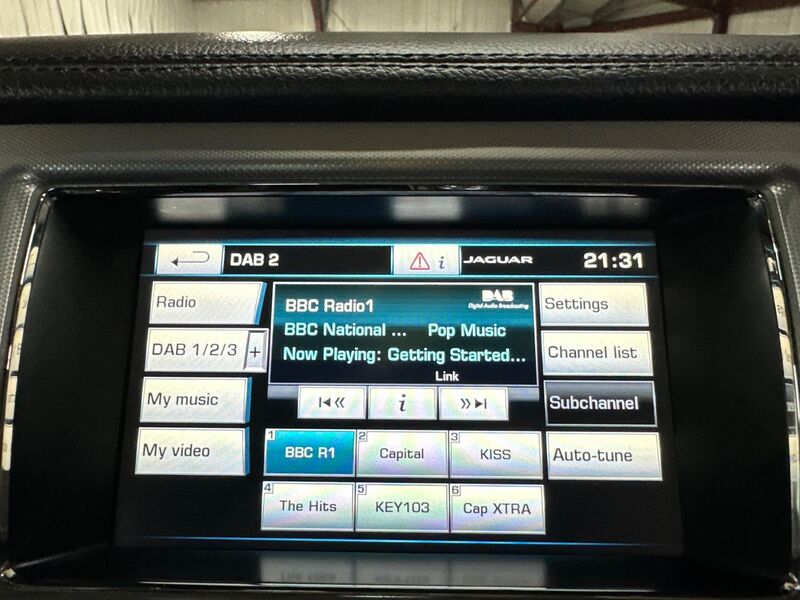 DAB 2
i
JAGUAR
21:31
Radio
DAB 1/2/3 +
My music
My video
BBC Radio1
DAB
Digital Audio Broadcasting
BBC National ... Pop Music
Now Playing: Getting Started...
Link
i
1 BBC R1
2 Capital
3 KISS
4 The Hits
5 KEY103
6 Cap XTRA
Settings
Channel list
Subchannel
Auto-tune